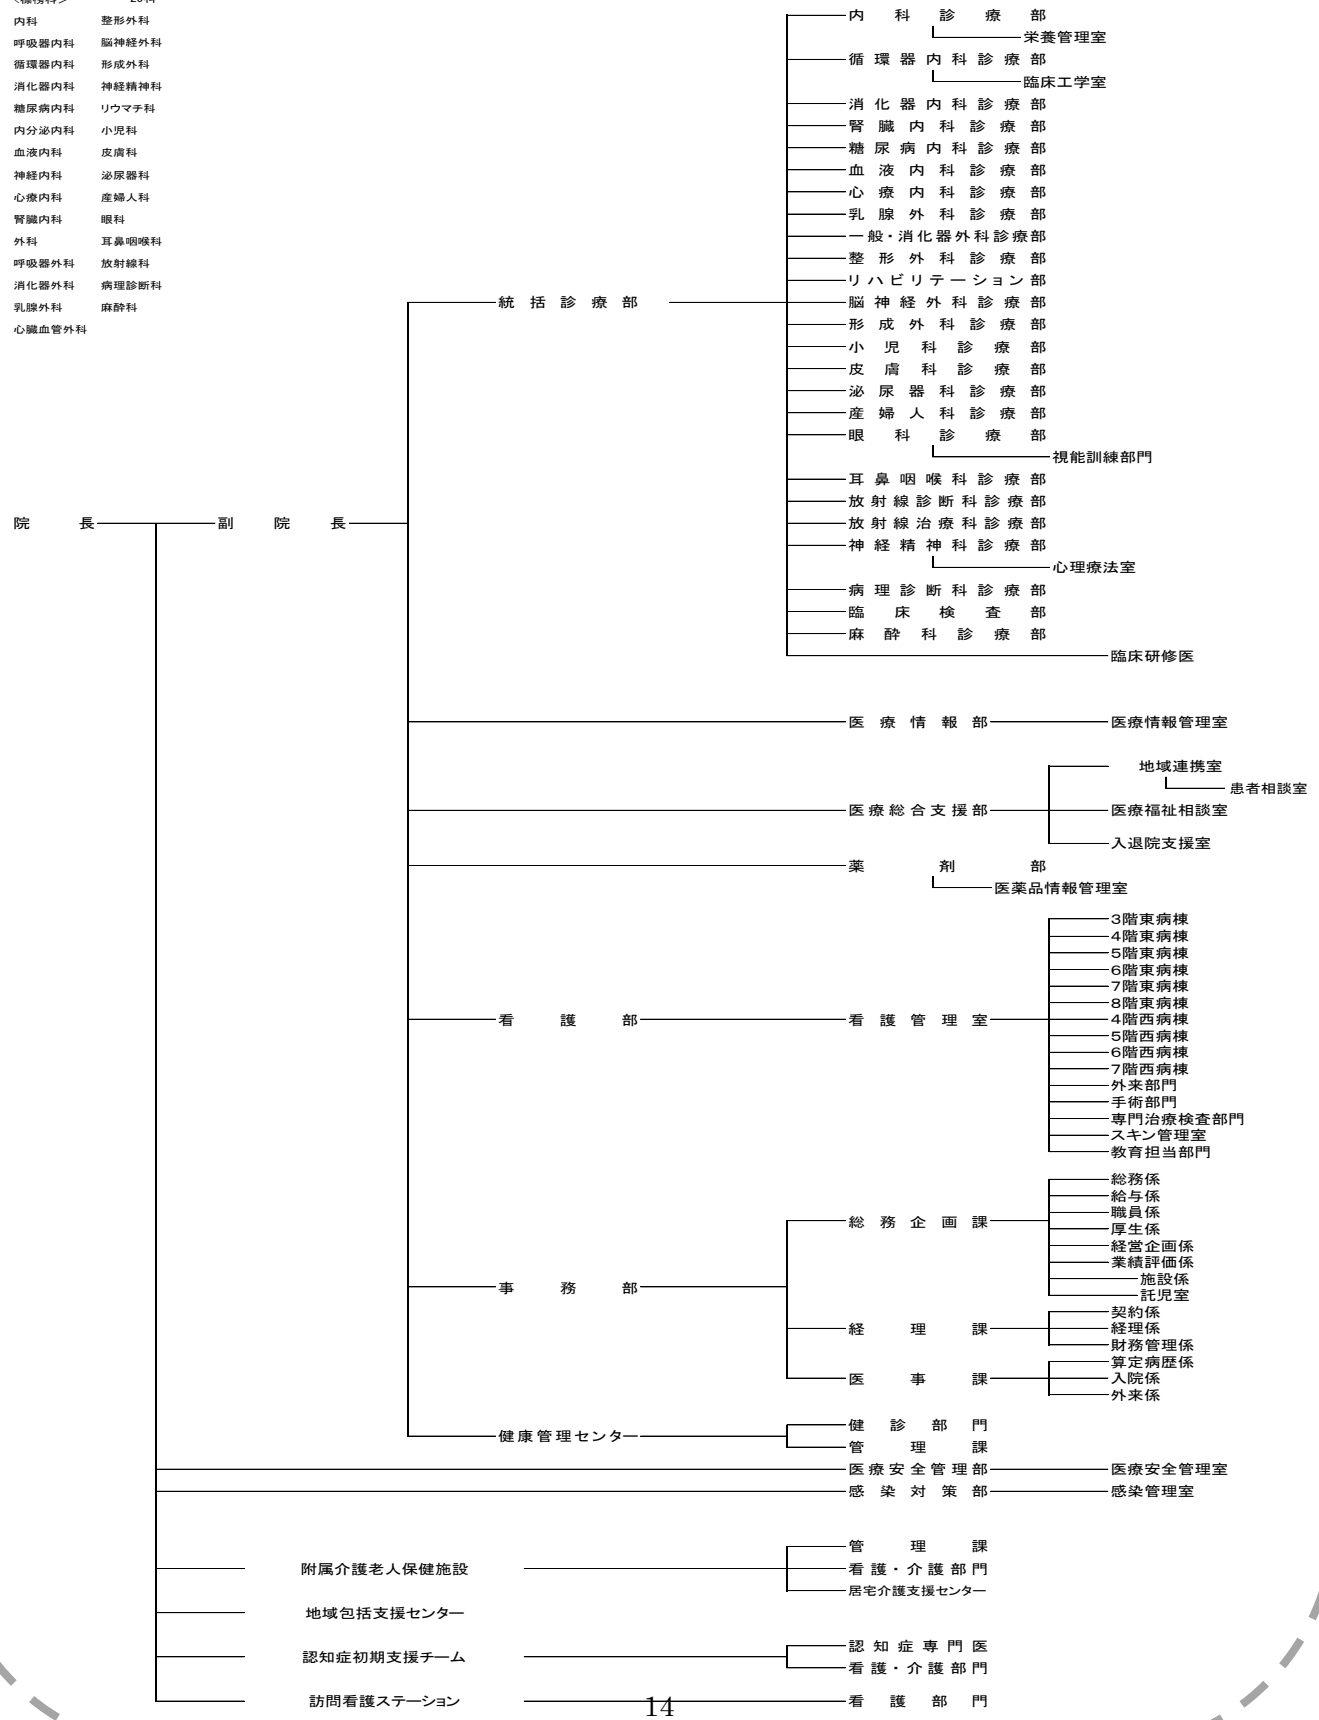 内科 整形外科
呼吸器内科 脳神経外科
循環器内科 形成外科
消化器内科 神経精神科
糖尿病内科 リウマチ科
内分泌内科 小児科
血液内科 皮膚科
神経内科 泌尿器科
心療内科 産婦人科
腎臓内科 眼科
外科 耳鼻咽喉科
呼吸器外科 放射線科
消化器外科 病理診断科
乳腺外科 麻酔科
心臓血管外科
院長
副院長
統括診療部
内科診療部
栄養管理室
循環器内科診療部
臨床工学室
消化器内科診療部
腎臓内科診療部
糖尿病内科診療部
血液内科診療部
心療内科診療部
乳腺外科診療部
一般・消化器外科診療部
整形外科診療部
リハビリテーション部
脳神経外科診療部
形成外科診療部
小児科診療部
皮膚科診療部
泌尿器科診療部
産婦人科診療部
眼科診療部
視能訓練部門
耳鼻咽喉科診療部
放射線診断科診療部
放射線治療科診療部
神経精神科診療部
心理療法室
病理診断科診療部
臨床検査部
麻酔科診療部
臨床研修医
医療情報部 医療情報管理室
医療総合支援部
地域連携室
患者相談室
医療福祉相談室
入退院支援室
薬剤部
医薬品情報管理室
看護部 看護管理室
3階東病棟
4階東病棟
5階東病棟
6階東病棟
7階東病棟
8階東病棟
4階西病棟
5階西病棟
6階西病棟
7階西病棟
外来部門
手術部門
専門治療検査部門
スキン管理室
教育担当部門
事務部
総務企画課
総務係
給与係
職員係
厚生係
経営企画係
業績評価係
施設係
託児室
経理課
契約係
経理係
財務管理係
医事課
算定病歴係
入院係
外来係
健康管理センター
健診部門
管理課
医療安全管理部 医療安全管理室
感染対策部 感染管理室
附属介護老人保健施設
管理課
看護・介護部門
居宅介護支援センター
地域包括支援センター
認知症初期支援チーム
認知症専門医
看護・介護部門
訪問看護ステーション 看護部門
14